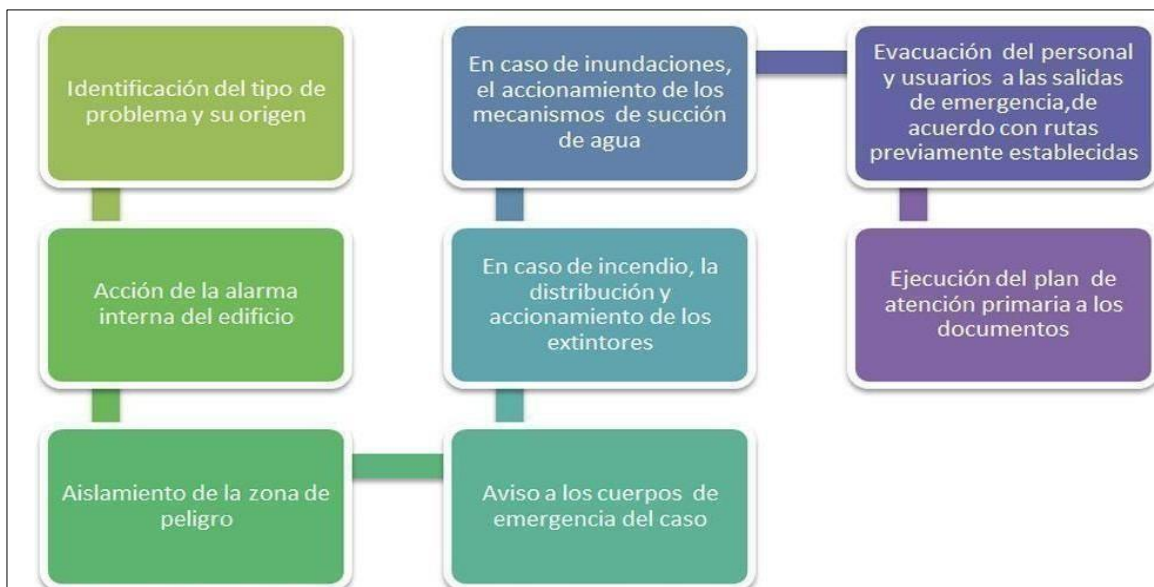 Identificación del tipo de
problema y su origen
Acción de la alarma
interna del edificio
Aislamiento de la zona de
peligro
Aviso a los cuerpos de
emergencia del caso
En caso de incendio, la
distribución y
accionamiento de los
extintores
En caso de inundaciones,
el accionamiento de los
mecanismos de succión
de agua
Evacuación del personal
y usuarios a las salidas
de emergencia,de
acuerdo con rutas
previamente establecidas
Ejecución del plan de
atención primaria a los
documentos